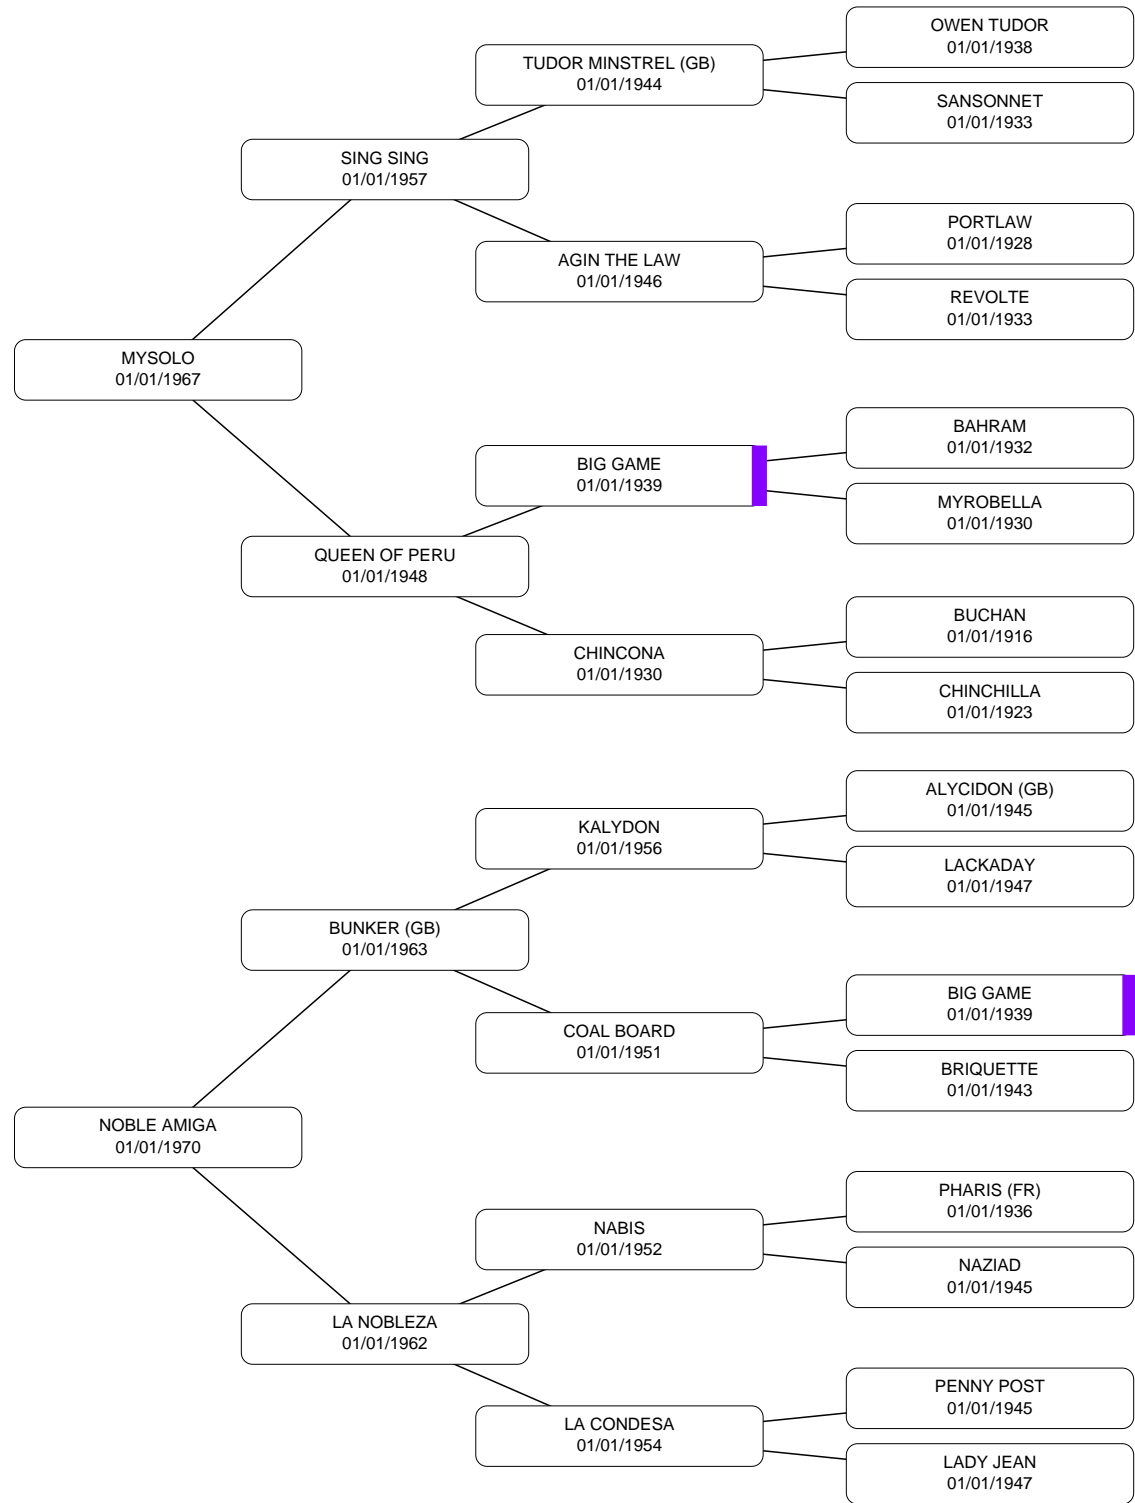 OWEN TUDOR
01/01/1938
TUDOR MINSTREL (GB)
01/01/1944
SANSONNET
01/01/1933
SING SING
01/01/1957
PORTLAW
01/01/1928
AGIN THE LAW
01/01/1946
REVOLTE
01/01/1933
MYSOLO
01/01/1967
BAHRAM
01/01/1932
BIG GAME
01/01/1939
MYROBELLA
01/01/1930
QUEEN OF PERU
01/01/1948
BUCHAN
01/01/1916
CHINCONA
01/01/1930
CHINCHILLA
01/01/1923
ALYCIDON (GB)
01/01/1945
KALYDON
01/01/1956
LACKADAY
01/01/1947
BUNKER (GB)
01/01/1963
BIG GAME
01/01/1939
COAL BOARD
01/01/1951
BRIQUETTE
01/01/1943
NOBLE AMIGA
01/01/1970
PHARIS (FR)
01/01/1936
NABIS
01/01/1952
NAZIAD
01/01/1945
LA NOBLEZA
01/01/1962
PENNY POST
01/01/1945
LA CONDESA
01/01/1954
LADY JEAN
01/01/1947